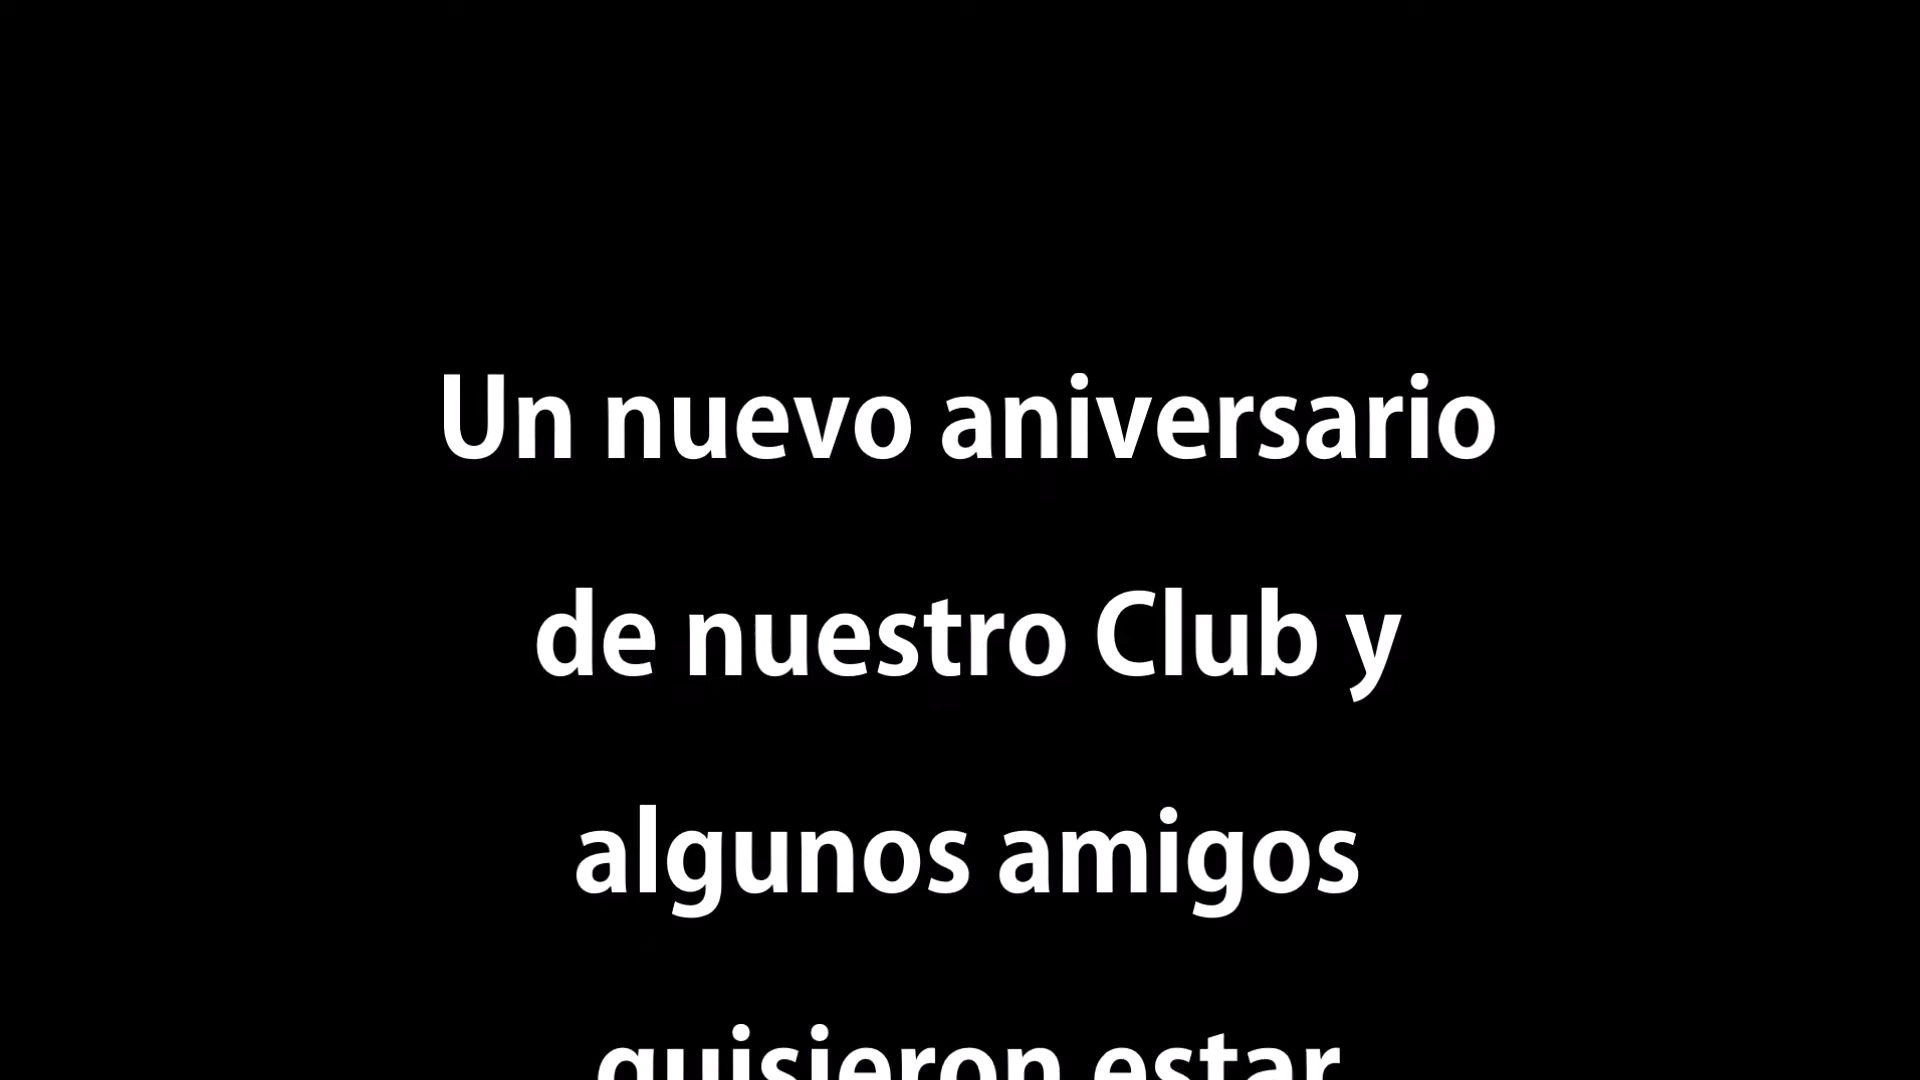 Un nuevo aniversario
de nuestro Club y
algunos amigos
quisieron estar